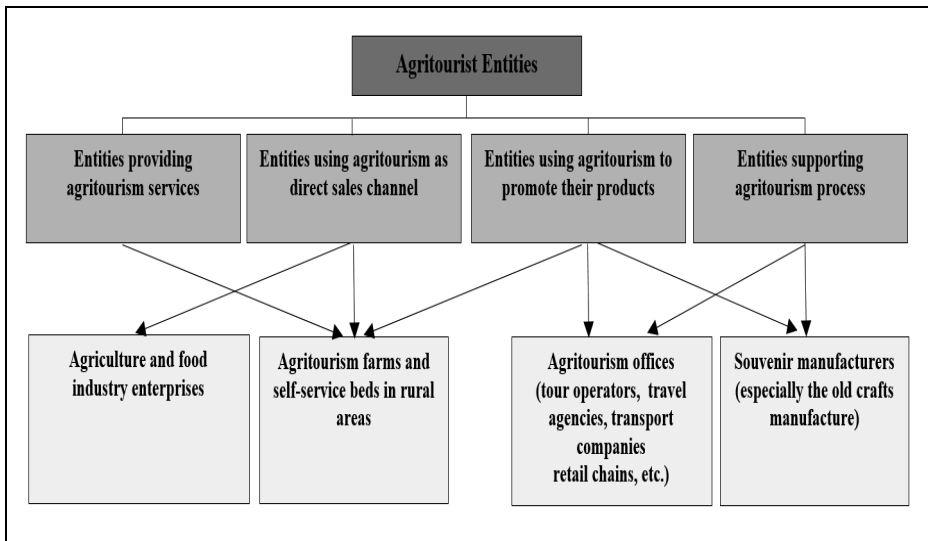 Agritourist Entities
Entities providing
agritourism services
Entities using agritourism as
direct sales channel
Entities using agritourism to
promote their products
Entities supporting
agritourism process
Agriculture and food
industry enterprises
Agritourism farms and
self-service beds in rural
areas
Agritourism offices
(tour operators, travel
agencies, transport
companies
retail chains, etc.)
Souvenir manufacturers
(especially the old crafts
manufacture)